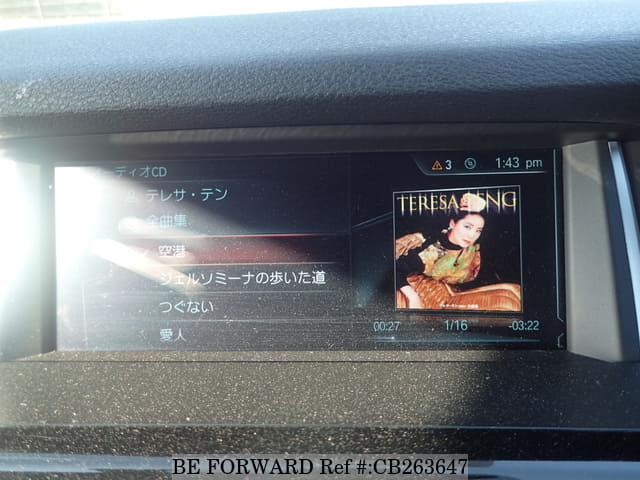 ーディオCD
3
1:43 pm
テレサ・テン
全曲集
空港
ジェルソミーナの歩いた道
つぐない
愛人
TERESA TENG
00:27
1/16
-03:22
BE FORWARD Ref #:CB263647